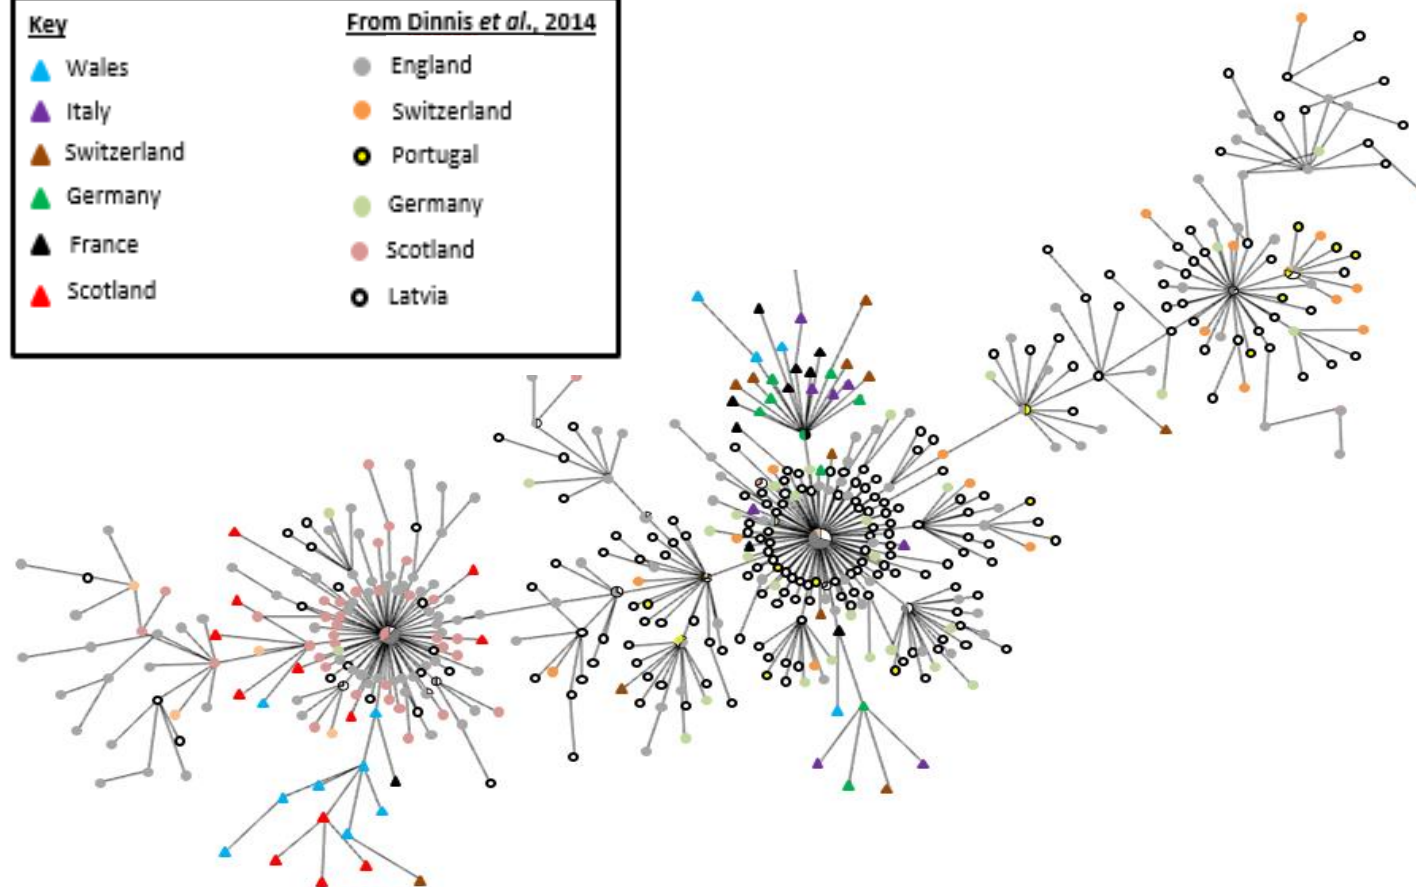 Key
Wales
Italy
Switzerland
Germany
France
Scotland
From Dinnis et al., 2014
England
Switzerland
Portugal
Germany
Scotland
Latvia